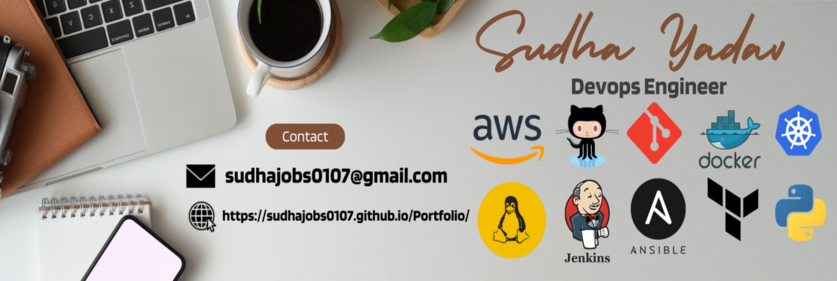 Sudha Yadav
Devops Engineer
aws
docker
Contact
sudhajobs0107@gmail.com
https://sudhajobs0107.github.io/Portfolio/
Jenkins
ANSIBLE